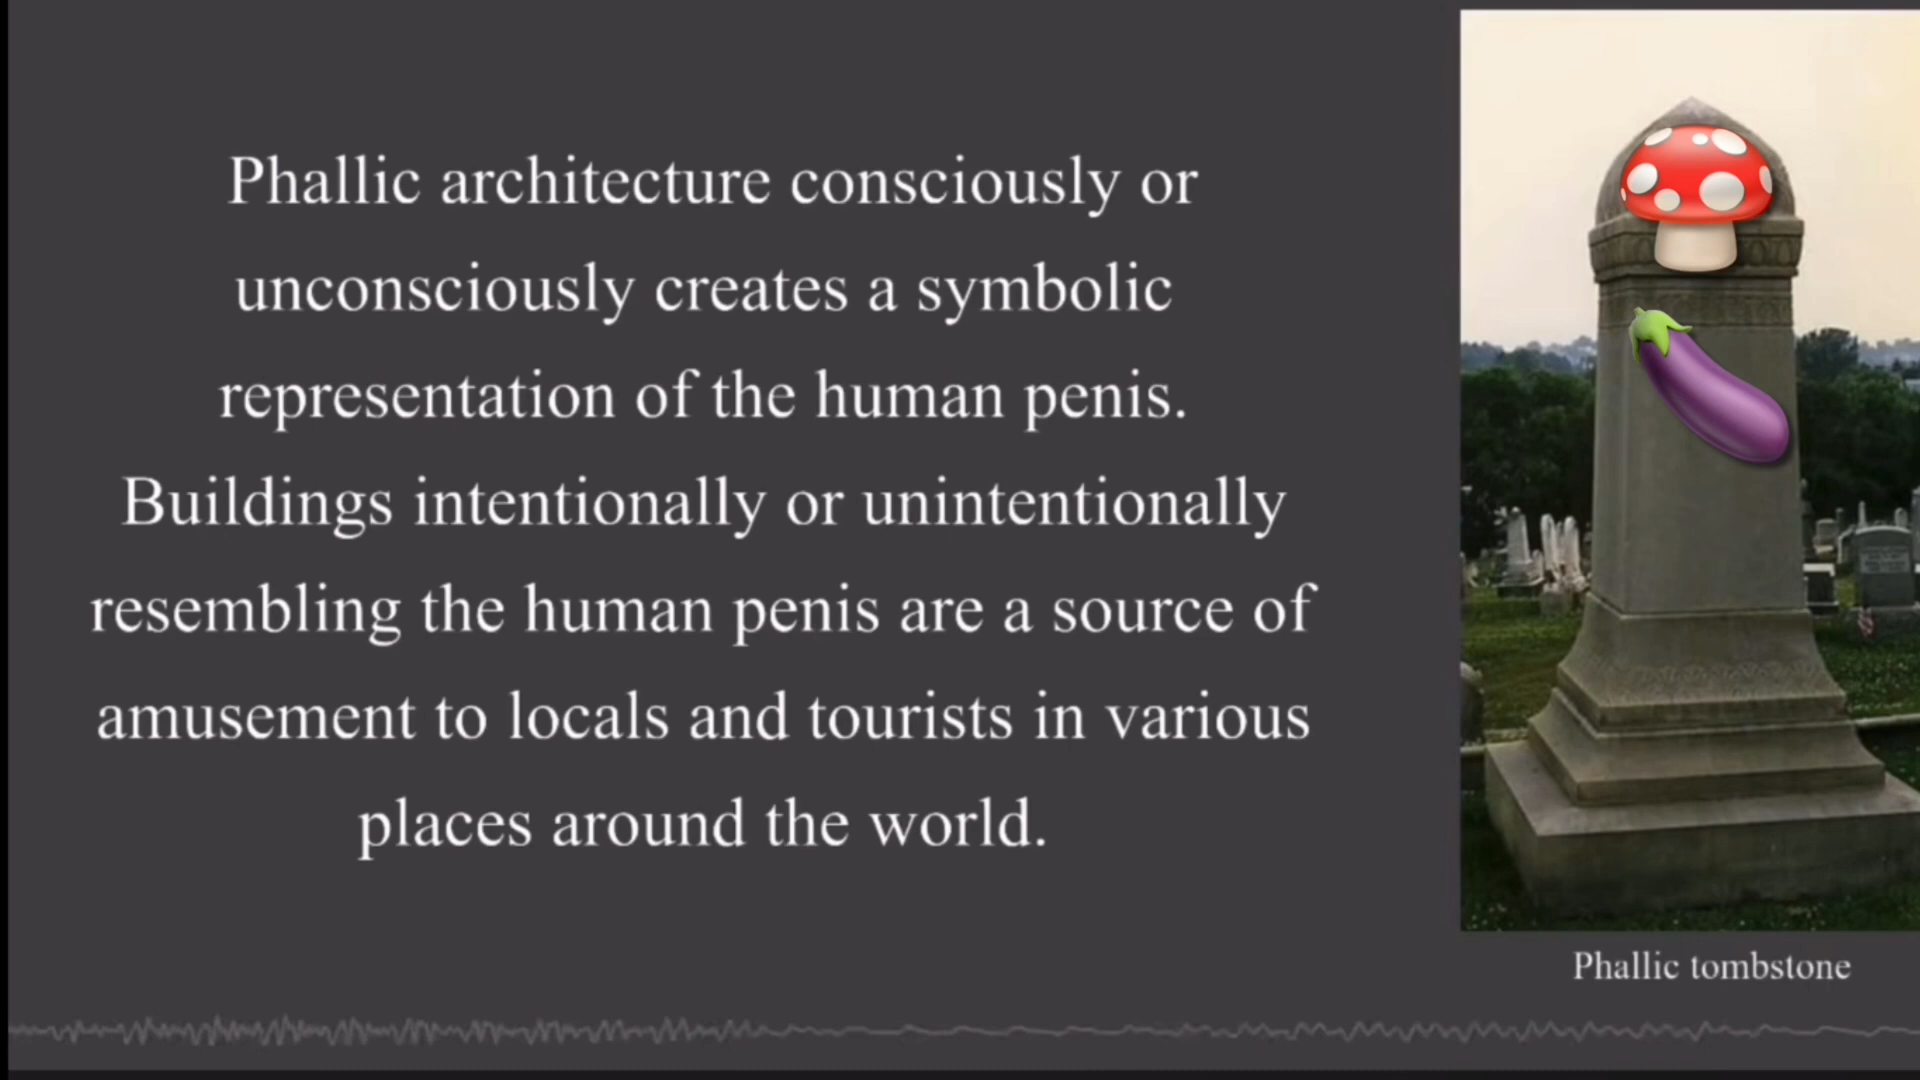 Phallic architecture consciously or
unconsciously creates a symbolic
representation of the human penis.
Buildings intentionally or unintentionally
resembling the human penis are a source of
amusement to locals and tourists in various
places around the world.
Phallic tombstone